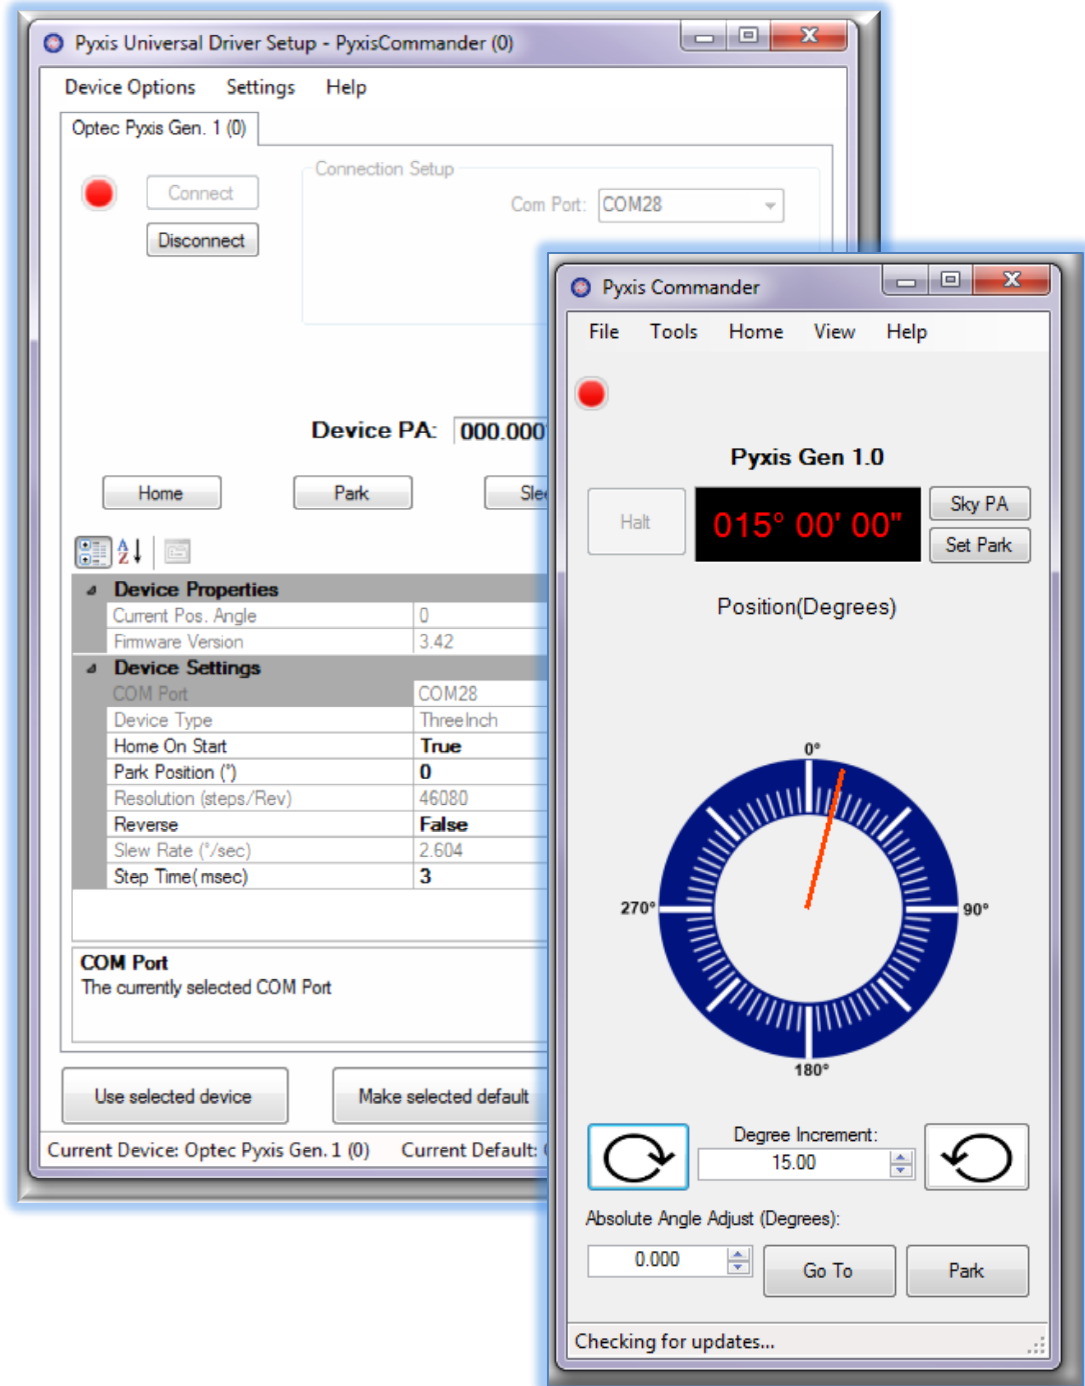 Pyxis Universal Driver Setup - PyxisCommander (0)
Device Options Settings Help
Optec Pyxis Gen. 1 (0)
Connection Setup
Connect
Com Port: COM28
Disconnect
Device PA: 000.000
Home Park
Device Properties
Current Pos. Angle 0
Firmware Version 3.42
Device Settings
COM Port COM28
Device Type ThreeInch
Home On Start True
Park Position (°) 0
Resolution (steps/Rev) 46080
Reverse False
Slew Rate (°/sec) 2.604
Step Time( msec) 3
COM Port
The currently selected COM Port
Use selected device Make selected default
Current Device: Optec Pyxis Gen. 1 (0) Current Default:
Pyxis Commander
File Tools Home View Help
Pyxis Gen 1.0
Halt
015° 00' 00"
Sky PA
Set Park
Position(Degrees)
0°
270° 90°
180°
Degree Increment:
15.00
Absolute Angle Adjust (Degrees):
0.000 Go To Park
Checking for updates...